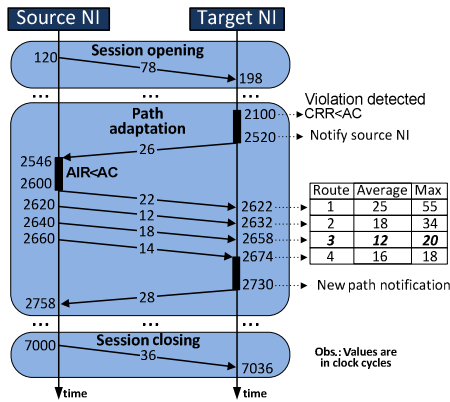 Source NI Target NI
Session opening
120
78
198
... ...
Path
adaptation
2100
Violation detected
CRR<AC
2520 Notify source NI
26
2546
AIR<AC
2600
22
2620 2622
12
2640 2632
18
2660 2658
14
2674
Route Average Max
1 25 55
2 18 34
3 12 20
4 16 18
2730 New path notification
28
2758
... ...
Session closing
7000
36
7036
Obs.: Values are
in clock cycles
time time